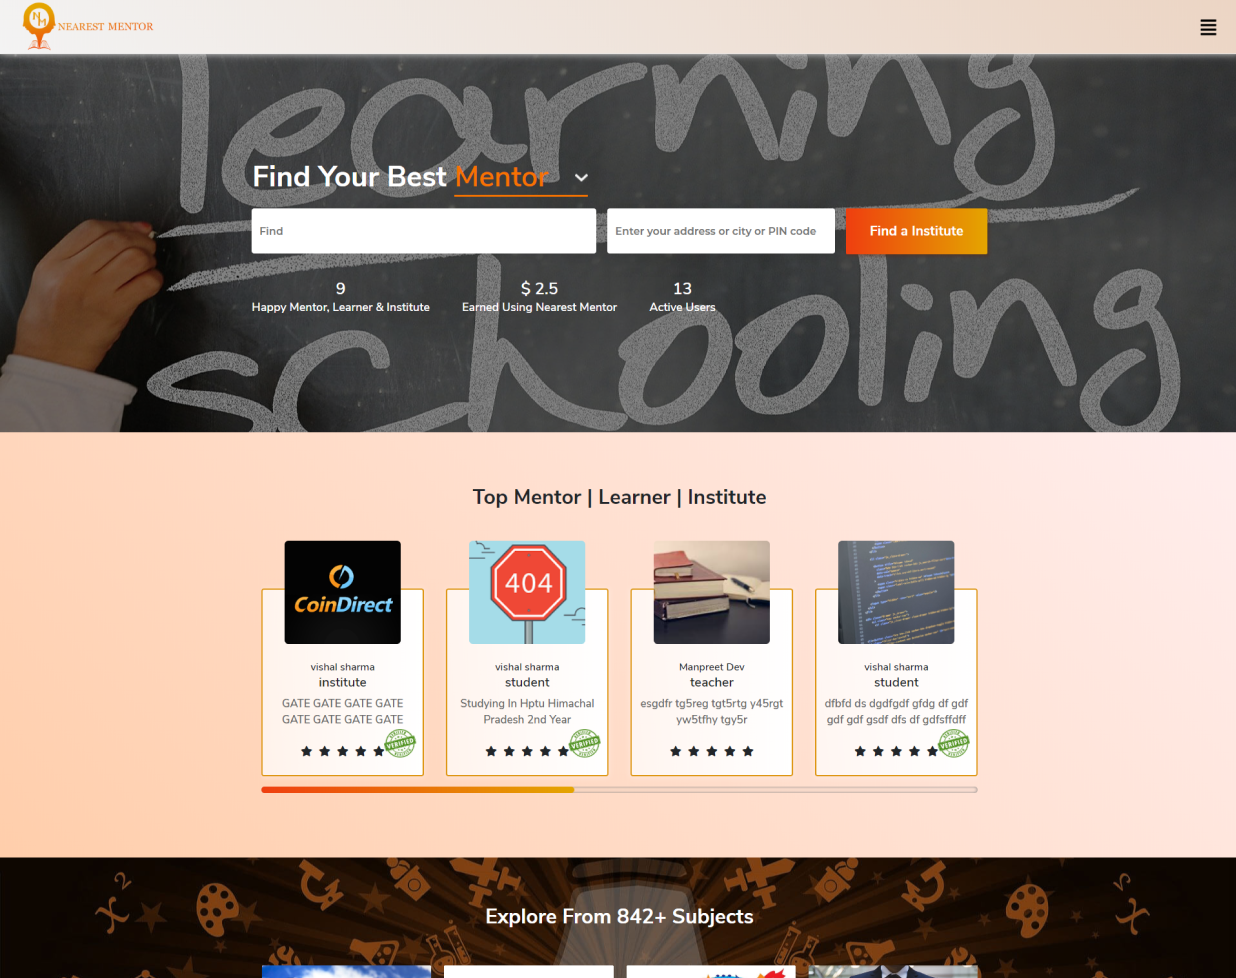 NM
NEAREST MENTOR
learning
Find Your Best Mentor
Find
Enter your address or city or PIN code
Find a Institute
9
$ 2.5
13
Happy Mentor, Learner & Institute
Earned Using Nearest Mentor
Active Users
schooling
Top Mentor | Learner | Institute
CoinDirect
404
vishal sharma
institute
GATE GATE GATE GATE
GATE GATE GATE GATE
VERIFIED
vishal sharma
student
Studying In Hptu Himachal
Pradesh 2nd Year
VERIFIED
Manpreet Dev
teacher
esgdfr tg5reg tgt5rtg y45rgt
yw5tfhy tgy5r
vishal sharma
student
dfbfd ds dgdfgdf gfdg df gdf
gdf gdf gsdf dfs df gdfsffdff
VERIFIED
Explore From 842+ Subjects